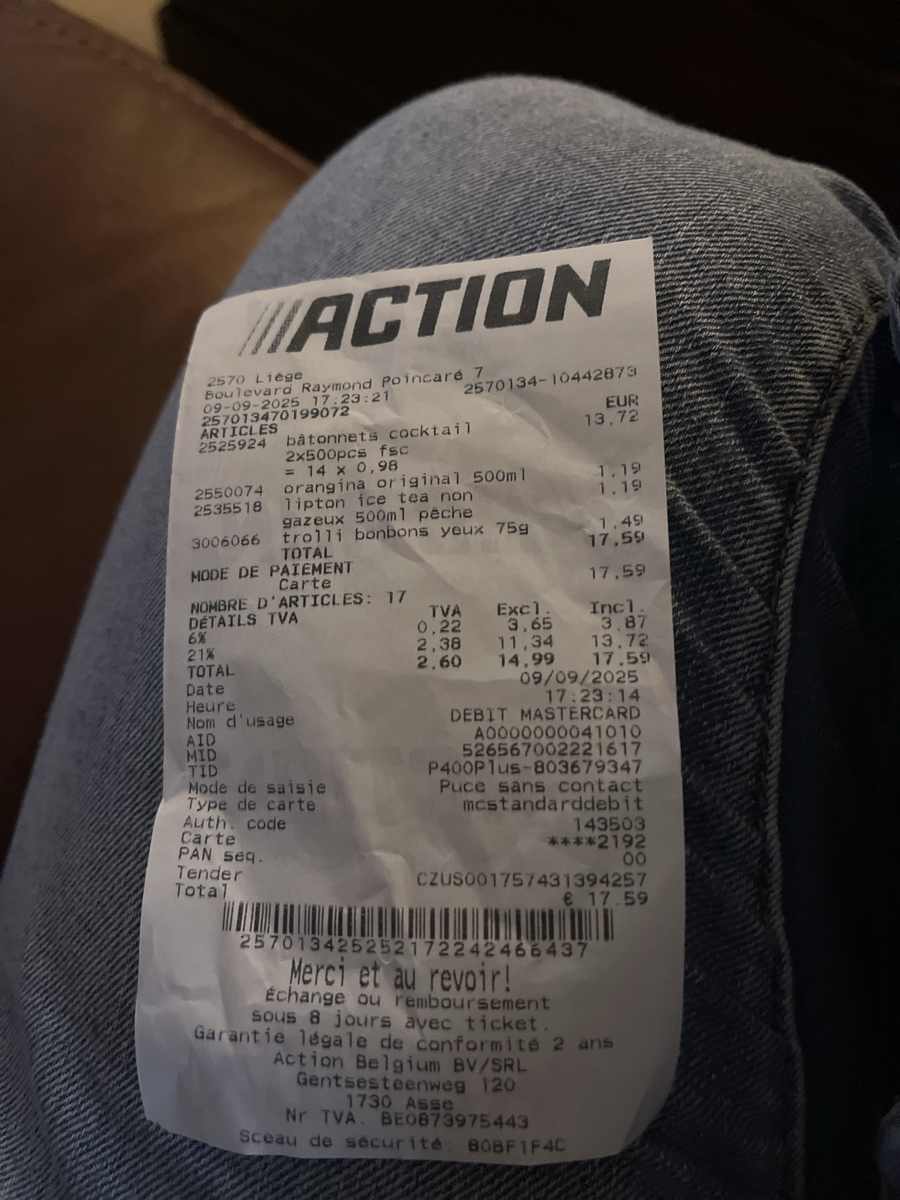 ///ACTION
2570 Liège
Boulevard Raymond Poincaré 7
09-09-2025 17:23:21 2570134-10442873
257013470199072
ARTICLES EUR
2525924 bâtonnets cocktail 13,72
2x500pcs fsc
= 14 x 0,98
2550074 orangina original 500ml 1,19
2535518 lipton ice tea non 1,19
gazeux 500ml pêche
3006066 trolli bonbons yeux 75g 1,49
TOTAL 17,59
MODE DE PAIEMENT
Carte 17,59
NOMBRE D'ARTICLES: 17
DÉTAILS TVA TVA Excl. Incl.
6% 0,22 3,65 3,87
21% 2,38 11,34 13,72
TOTAL 2,60 14,99 17,59
Date 09/09/2025
Heure 17:23:14
Nom d'usage DEBIT MASTERCARD
AID A0000000041010
MID 526567002221617
TID P400Plus-803679347
Mode de saisie Puce sans contact
Type de carte mcstandarddebit
Auth. code 143503
Carte ****2192
PAN seq. 00
Tender CZUS001757431394257
Total € 17.59
257013425252172242466437
Merci et au revoir!
Échange ou remboursement
sous 8 jours avec ticket.
Garantie légale de conformité 2 ans
Action Belgium BV/SRL
Gentsesteenweg 120
1730 Asse
Nr TVA. BE0873975443
Sceau de sécurité: B0BF1F4C